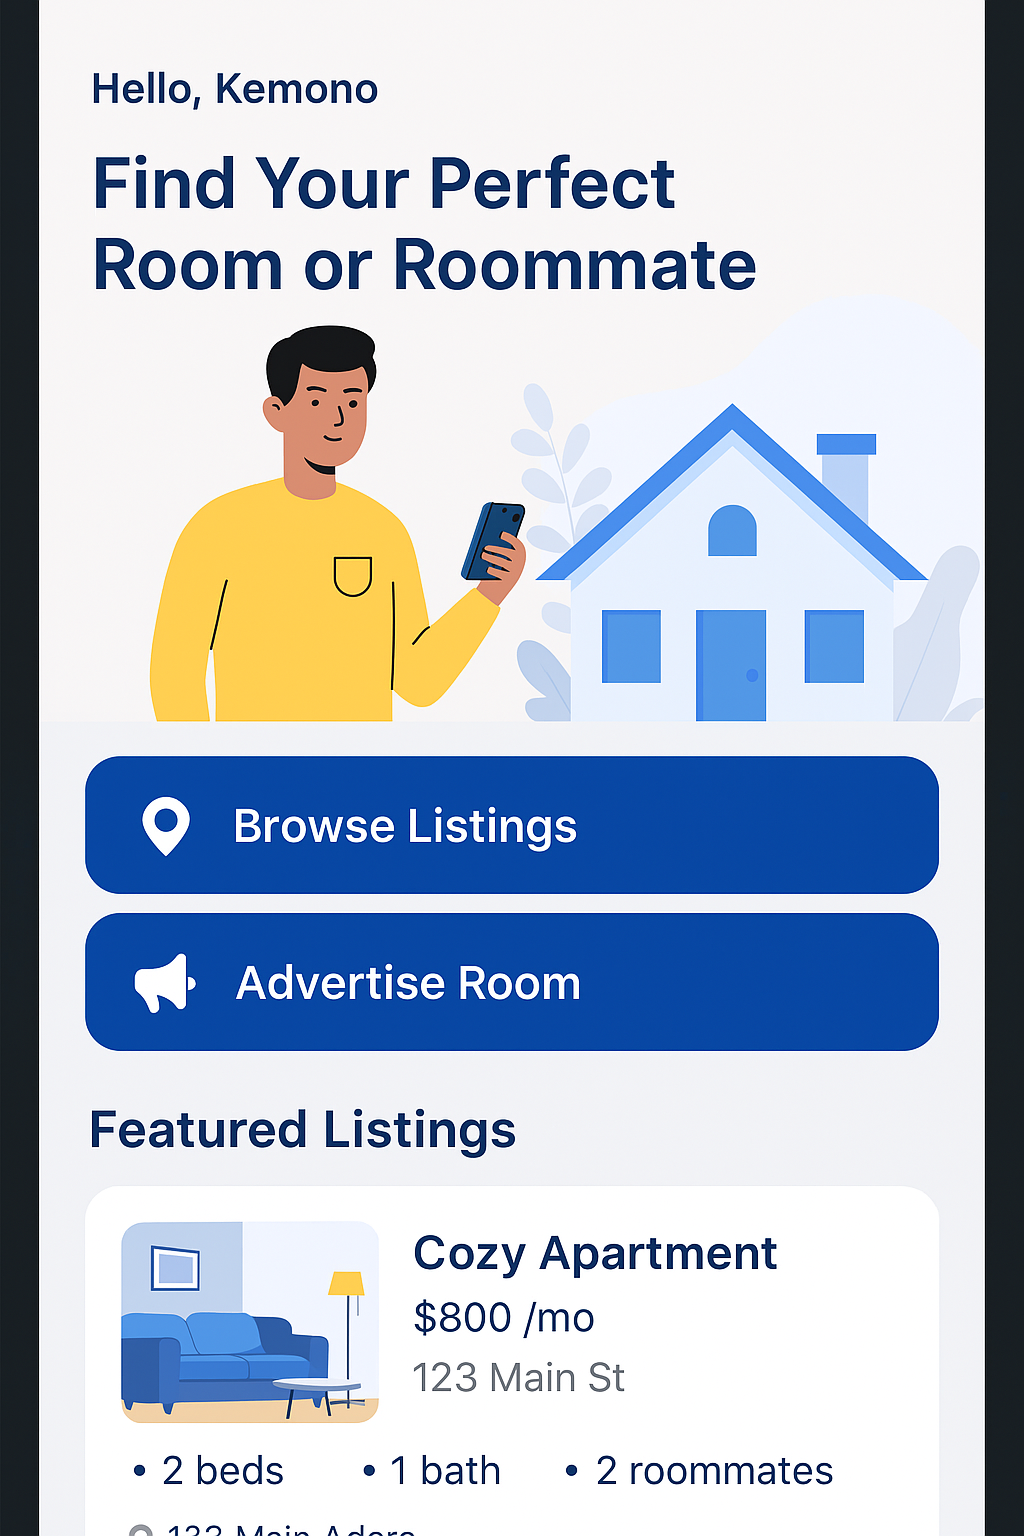 Hello, Kemono
Find Your Perfect
Room or Roommate
Browse Listings
Advertise Room
Featured Listings
Cozy Apartment
$800 /mo
123 Main St
• 2 beds • 1 bath • 2 roommates
Main